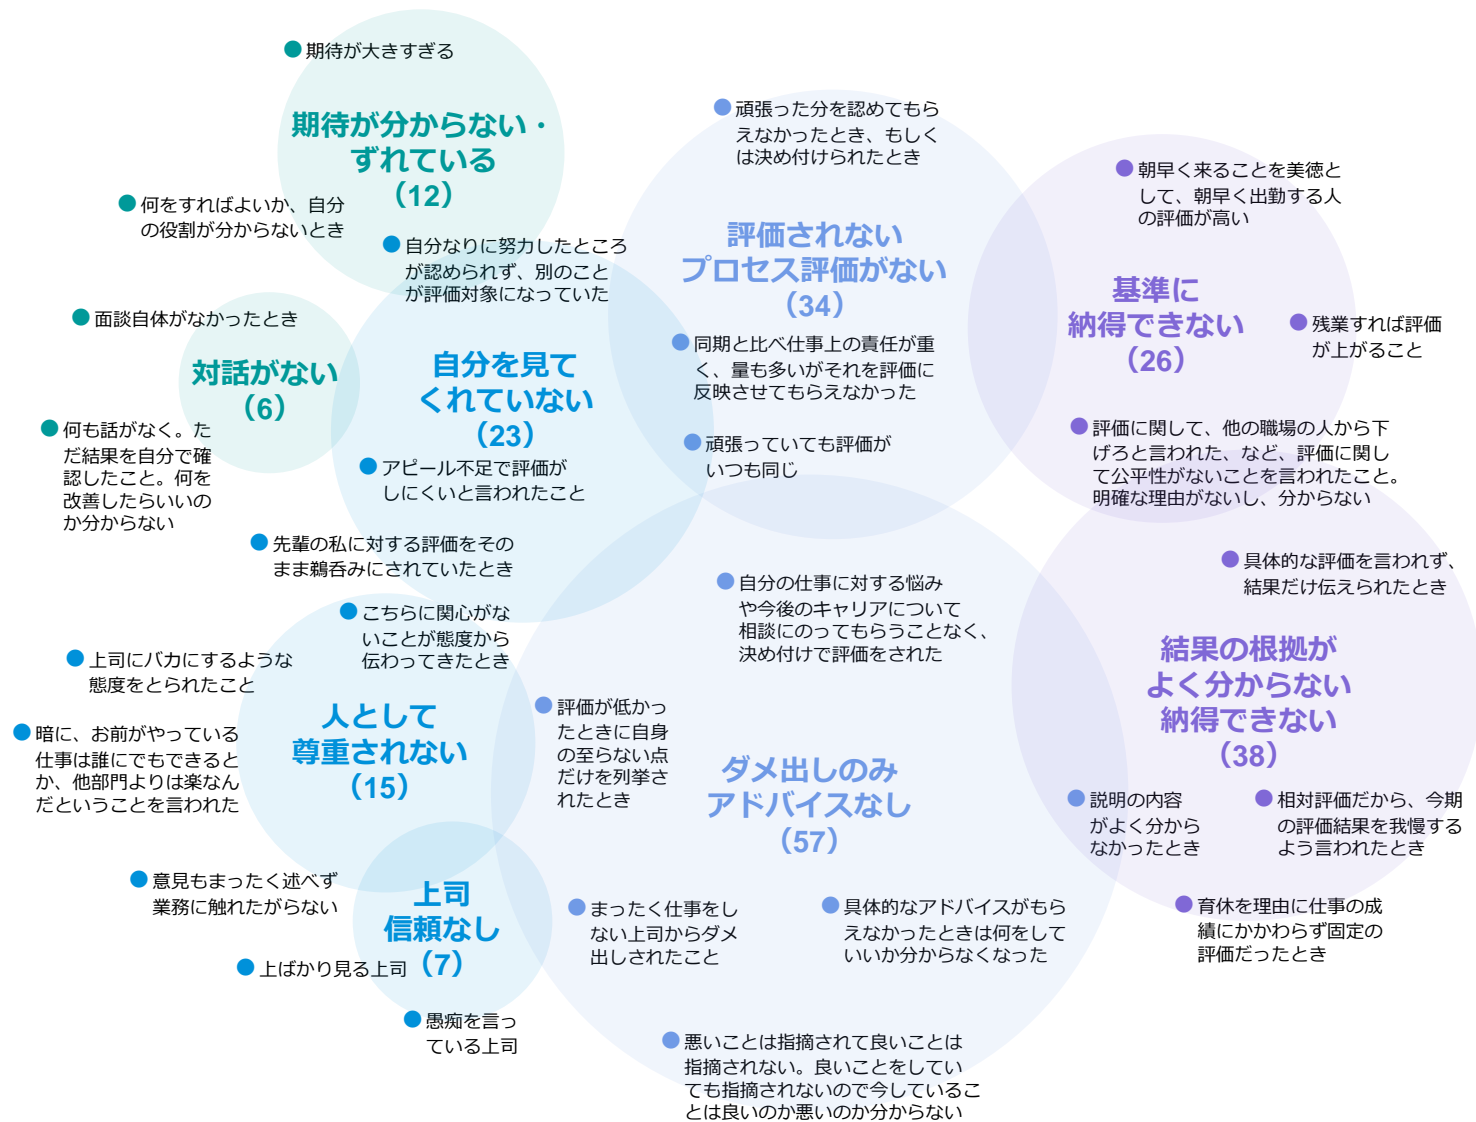 期待が大きすぎる
期待が分からない・
ずれている
（12）
何をすればよいか、自分
の役割が分からないとき
自分なりに努力したところ
が認められず、別のこと
が評価対象になっていた
面談自体がなかったとき
対話がない
（6）
何も話がなく。た
だ結果を自分で確
認したこと。何を
改善したらいいの
か分からない
自分を見て
くれていない
（23）
アピール不足で評価が
しにくいと言われたこと
先輩の私に対する評価をその
まま鵜呑みにされていたとき
頑張った分を認めてもら
えなかったとき、もしく
は決め付けられたとき
評価されない
プロセス評価がない
（34）
同期と比べ仕事上の責任が重
く、量も多いがそれを評価に
反映させてもらえなかった
頑張っていても評価が
いつも同じ
朝早く来ることを美徳と
して、朝早く出勤する人
の評価が高い
基準に
納得できない
（26）
残業すれば評価
が上がること
評価に関して、他の職場の人から下
げろと言われた、など、評価に関し
て公平性がないことを言われたこと。
明確な理由がないし、分からない
こちらに関心がな
いことが態度から
伝わってきたとき
上司にバカにするような
態度をとられたこと
人として
尊重されない
（15）
暗に、お前がやっている
仕事は誰にでもできると
か、他部門よりは楽なん
だということを言われた
意見もまったく述べず
業務に触れたがらない
上司
信頼なし
（7）
上ばかり見る上司
愚痴を言っ
ている上司
自分の仕事に対する悩み
や今後のキャリアについて
相談にのってもらうことなく、
決め付けで評価をされた
評価が低かっ
たときに自身
の至らない点
だけを列挙さ
れたとき
ダメ出しのみ
アドバイスなし
（57）
まったく仕事をし
ない上司からダメ
出しされたこと
具体的なアドバイスがもら
えなかったときは何をして
いいか分からなくなった
悪いことは指摘されて良いことは
指摘されない。良いことをしてい
ても指摘されないので今しているこ
とは良いのか悪いのか分からない
具体的な評価を言われず、
結果だけ伝えられたとき
結果の根拠が
よく分からない
納得できない
（38）
説明の内容
がよく分から
なかったとき
相対評価だから、今期
の評価結果を我慢する
よう言われたとき
育休を理由に仕事の成
績にかかわらず固定の
評価だったとき